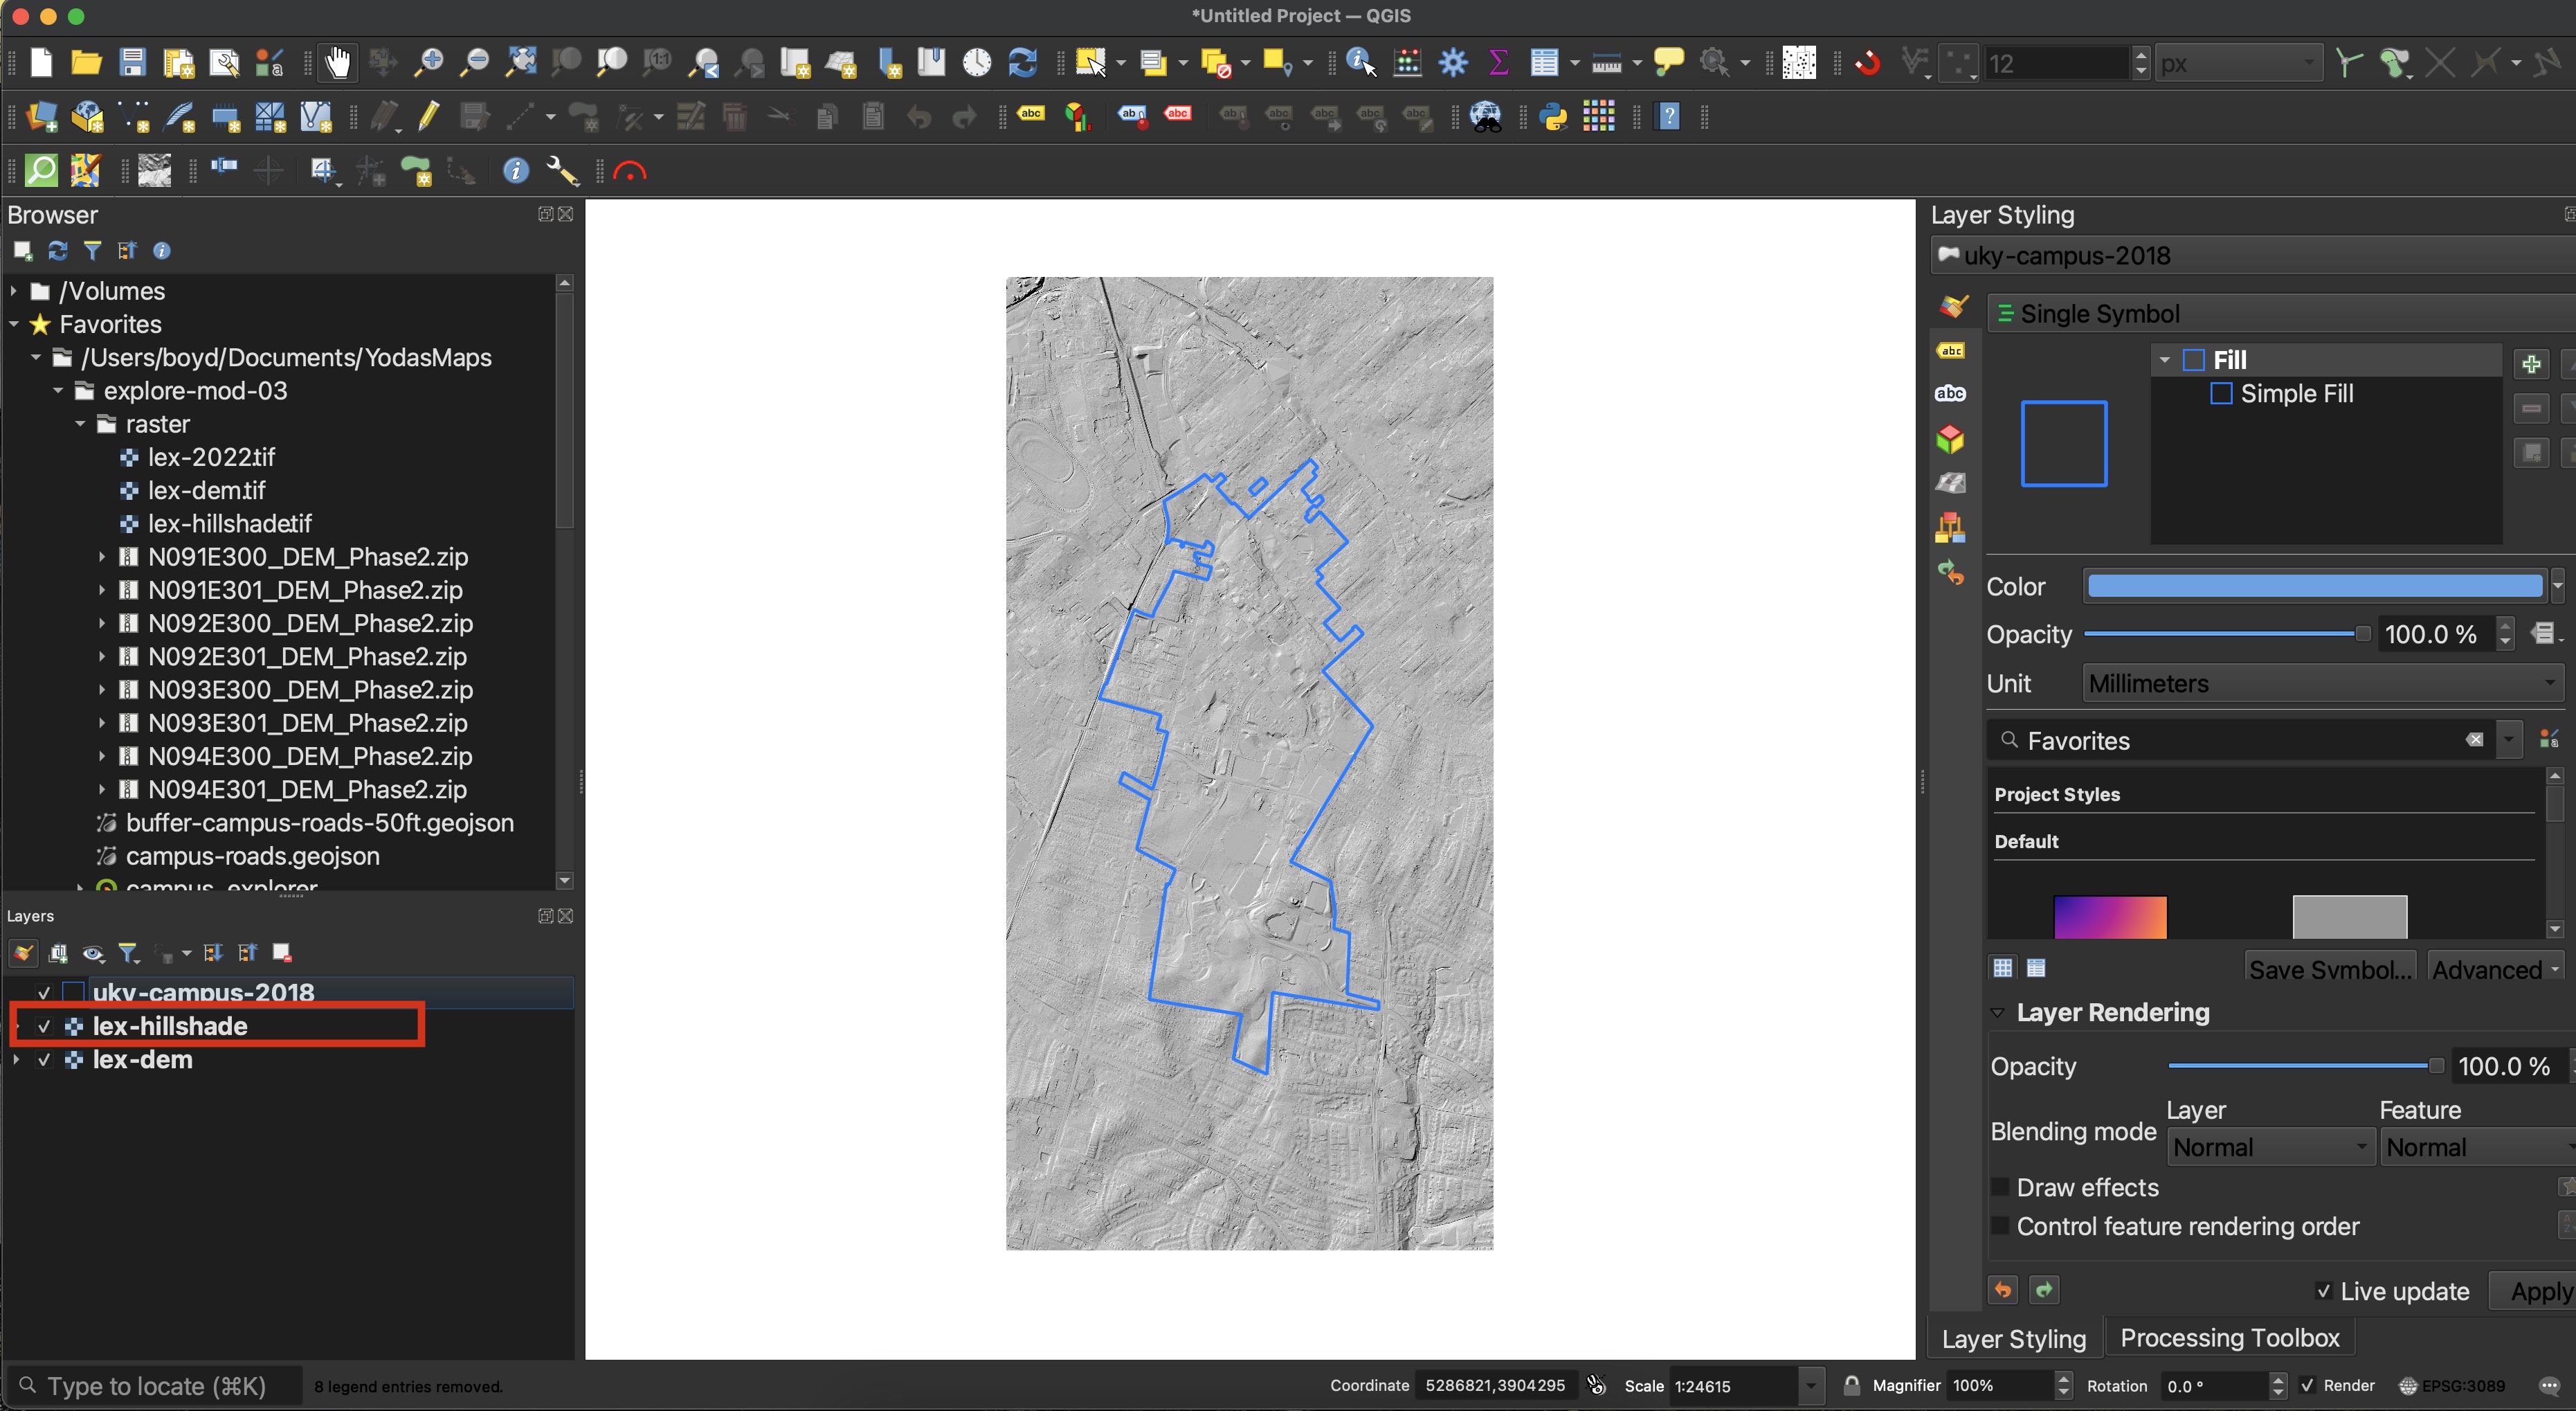 *Untitled Project — QGIS
12
px
Browser
/Volumes
Favorites
/Users/boyd/Documents/YodasMaps
explore-mod-03
raster
lex-2022.tif
lex-dem.tif
lex-hillshade.tif
N091E300_DEM_Phase2.zip
N091E301_DEM_Phase2.zip
N092E300_DEM_Phase2.zip
N092E301_DEM_Phase2.zip
N093E300_DEM_Phase2.zip
N093E301_DEM_Phase2.zip
N094E300_DEM_Phase2.zip
N094E301_DEM_Phase2.zip
buffer-campus-roads-50ft.geojson
campus-roads.geojson
campus_explorer
Layers
uky-campus-2018
lex-hillshade
lex-dem
Layer Styling
uky-campus-2018
Single Symbol
Fill
Simple Fill
Color
Opacity 100.0 %
Unit Millimeters
Favorites
Project Styles
Default
Save Symbol... Advanced
Layer Rendering
Opacity 100.0 %
Layer Feature
Blending mode Normal Normal
Draw effects
Control feature rendering order
Live update Apply
Layer Styling Processing Toolbox
Type to locate (⌘K) 8 legend entries removed. Coordinate 5286821,3904295 Scale 1:24615 Magnifier 100% Rotation 0.0 ° Render EPSG:3089